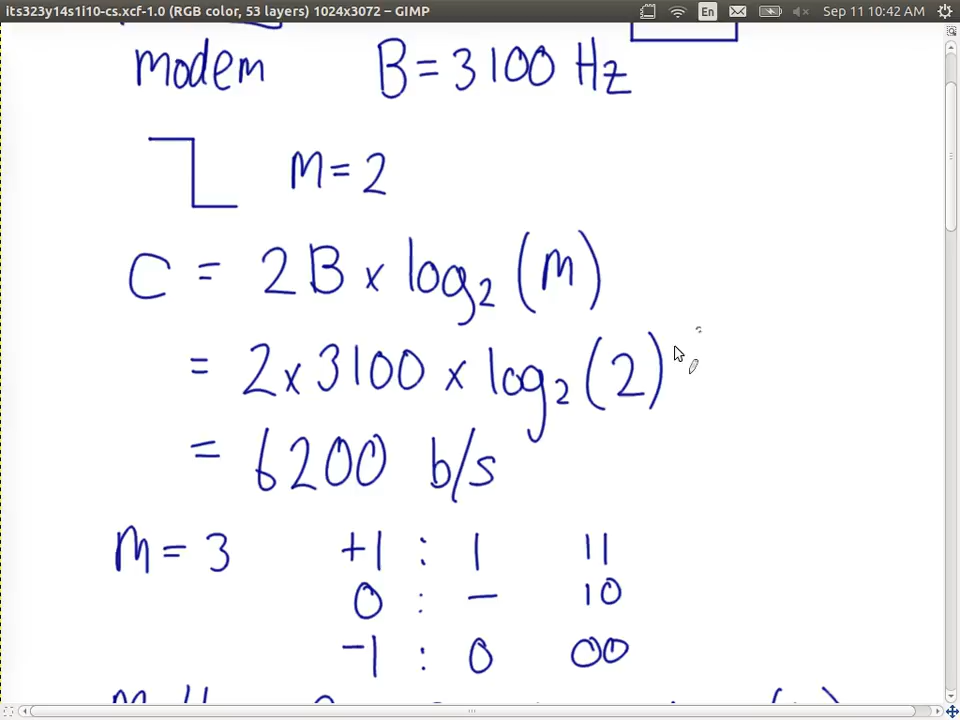 its323y14s1i10-cs.xcf-1.0 (RGB color, 53 layers) 1024x3072 – GIMP En Sep 11 10:42 AM
modem B = 3100 Hz
M = 2
C = 2B x log₂ (M)
= 2 x 3100 x log₂ (2)
= 6200 b/s
M = 3 +1 : 1 11
0 : – 10
-1 : 0 00